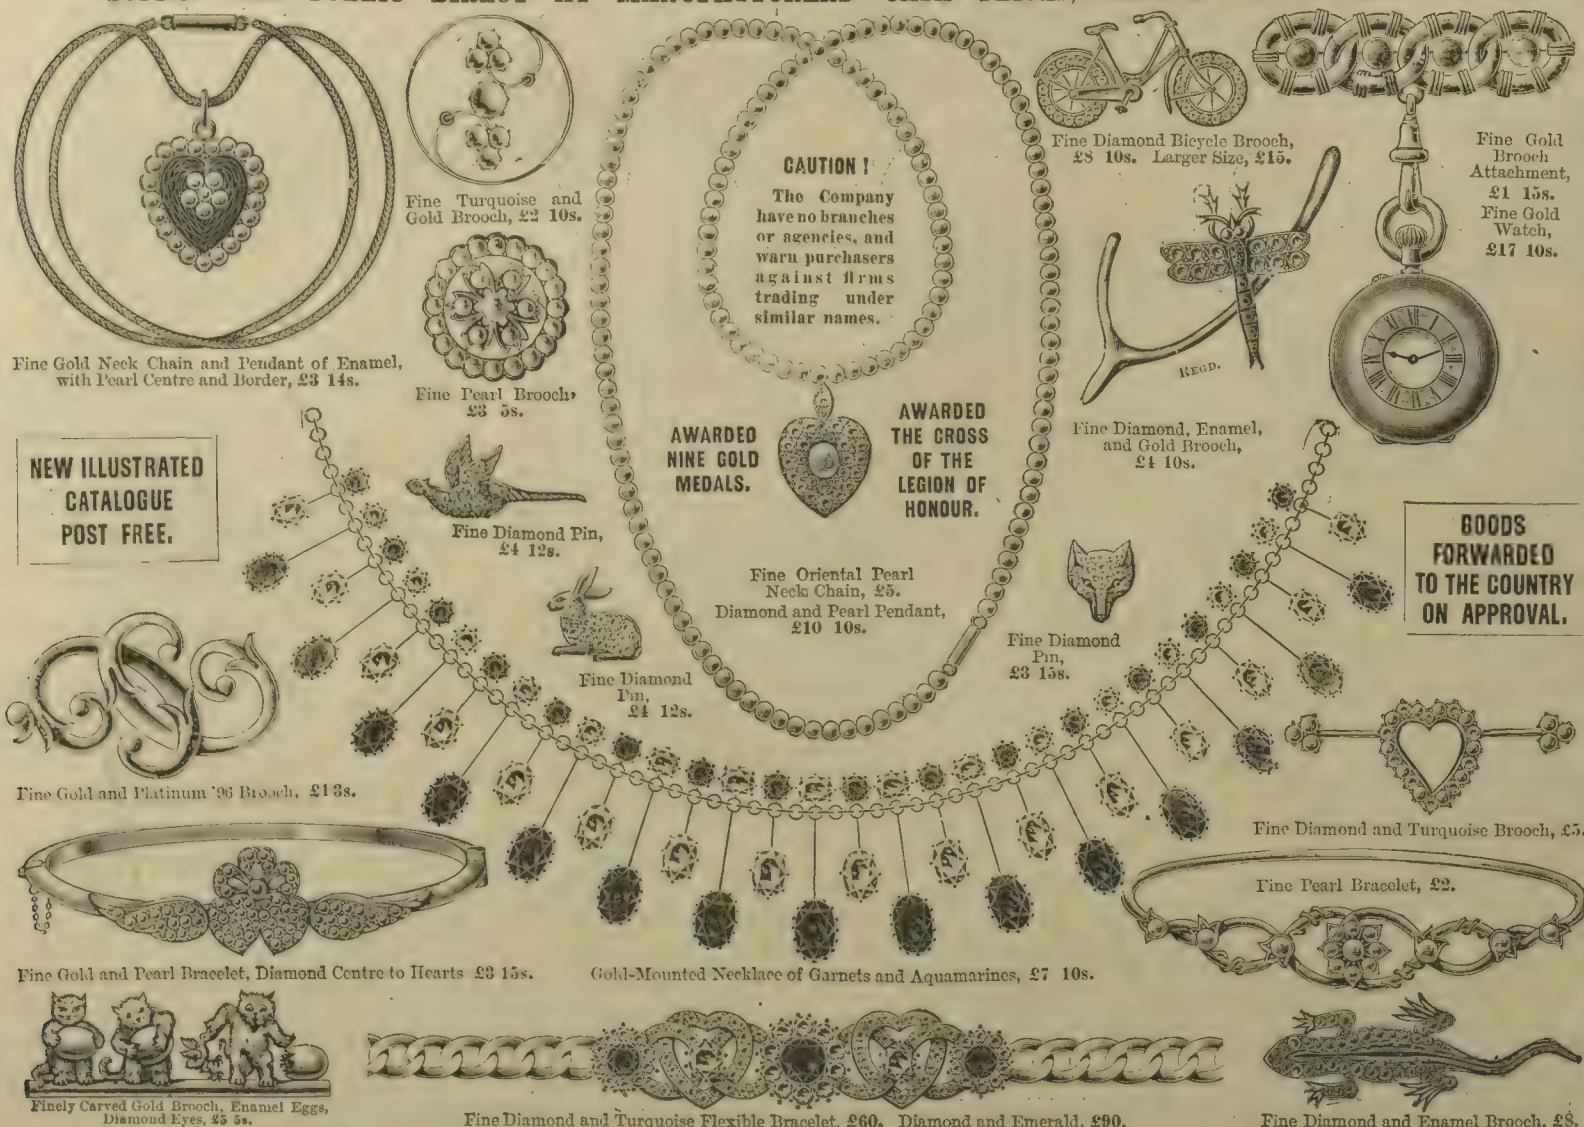 Fine Gold Neck Chain and Pendant of Enamel,
with Pearl Centre and Border, £3 14s.
Fine Turquoise and
Gold Brooch, £2 10s.
Fine Pearl Brooch,
£3 5s.
CAUTION!
The Company
have no branches
or agencies, and
warn purchasers
against firms
trading under
similar names.
Fine Diamond Bicycle Brooch,
£8 10s. Larger Size, £15.
Fine Gold
Brooch
Attachment,
£1 15s.
Fine Gold
Watch,
£17 10s.
REGD.
Fine Diamond, Enamel,
and Gold Brooch,
£4 10s.
NEW ILLUSTRATED
CATALOGUE
POST FREE.
Fine Diamond Pin,
£4 12s.
AWARDED
NINE GOLD
MEDALS.
AWARDED
THE CROSS
OF THE
LEGION OF
HONOUR.
GOODS
FORWARDED
TO THE COUNTRY
ON APPROVAL.
Fine Diamond
Pin,
£4 12s.
Fine Oriental Pearl
Neck Chain, £5.
Diamond and Pearl Pendant,
£10 10s.
Fine Diamond
Pin,
£3 15s.
Fine Gold and Platinum '96 Brooch, £1 3s.
Fine Diamond and Turquoise Brooch, £5.
Fine Pearl Bracelet, £2.
Fine Gold and Pearl Bracelet, Diamond Centre to Hearts £3 15s.
Gold-Mounted Necklace of Garnets and Aquamarines, £7 10s.
Finely Carved Gold Brooch, Enamel Eggs,
Diamond Eyes, £5 5s.
Fine Diamond and Turquoise Flexible Bracelet, £60. Diamond and Emerald, £90.
Fine Diamond and Enamel Brooch, £8.